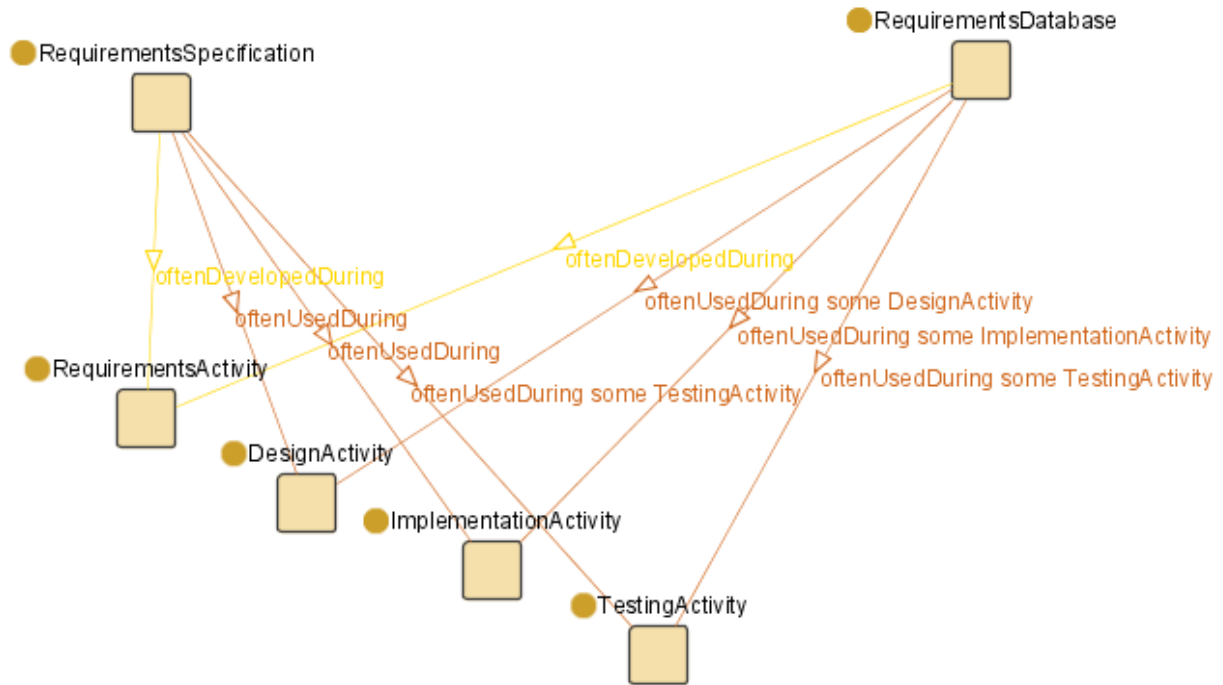 RequirementsDatabase
RequirementsSpecification
oftenDevelopedDuring
oftenDevelopedDuring
oftenUsedDuring some DesignActivity
oftenUsedDuring
oftenUsedDuring some ImplementationActivity
oftenUsedDuring
RequirementsActivity
oftenUsedDuring some TestingActivity
oftenUsedDuring some TestingActivity
DesignActivity
ImplementationActivity
TestingActivity